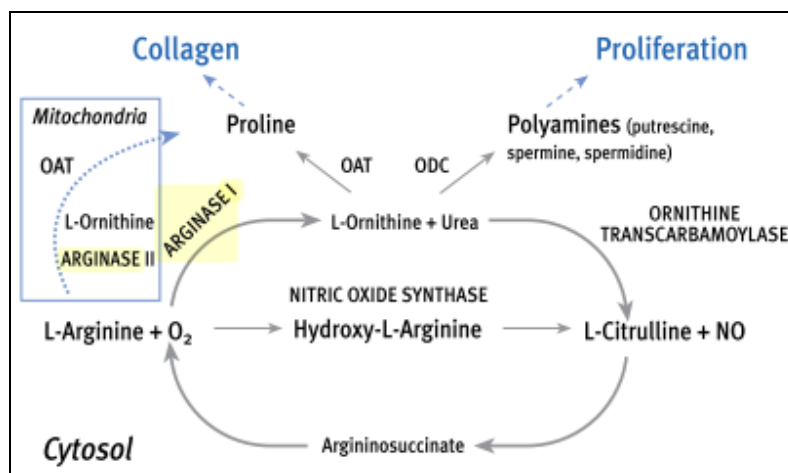 Collagen
Proliferation
Mitochondria
Proline
Polyamines (putrescine,
spermine, spermidine)
OAT
OAT
ODC
L-Ornithine
ARGINASE I
L-Ornithine + Urea
ORNITHINE
TRANSCARBAMOYLASE
ARGINASE II
NITRIC OXIDE SYNTHASE
L-Arginine + O₂
Hydroxy-L-Arginine
L-Citrulline + NO
Argininosuccinate
Cytosol